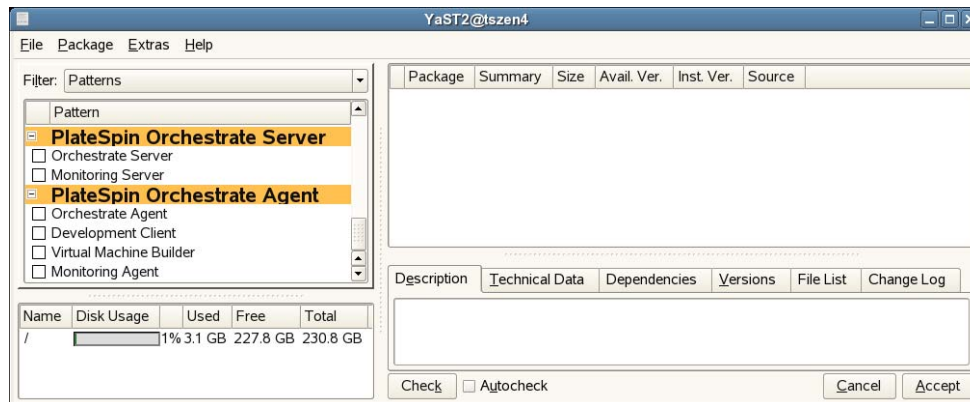 YaST2@tszen4
File Package Extras Help
Filter: Patterns
Pattern
PlateSpin Orchestrate Server
Orchestrate Server
Monitoring Server
PlateSpin Orchestrate Agent
Orchestrate Agent
Development Client
Virtual Machine Builder
Monitoring Agent
Name Disk Usage Used Free Total
/ 1% 3.1 GB 227.8 GB 230.8 GB
Package Summary Size Avail. Ver. Inst. Ver. Source
Description Technical Data Dependencies Versions File List Change Log
Check Autocheck Cancel Accept